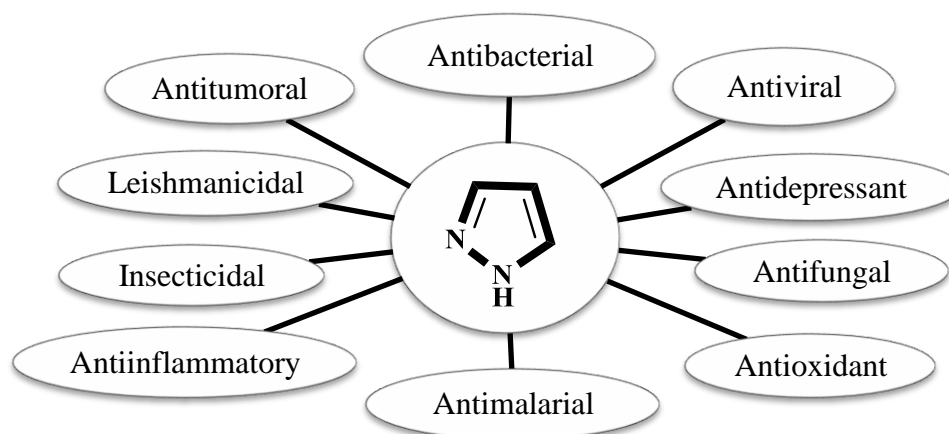 Antibacterial
Antitumoral
Antiviral
Leishmanicidal
Antidepressant
N
N
H
Insecticidal
Antifungal
Antiinflammatory
Antioxidant
Antimalarial